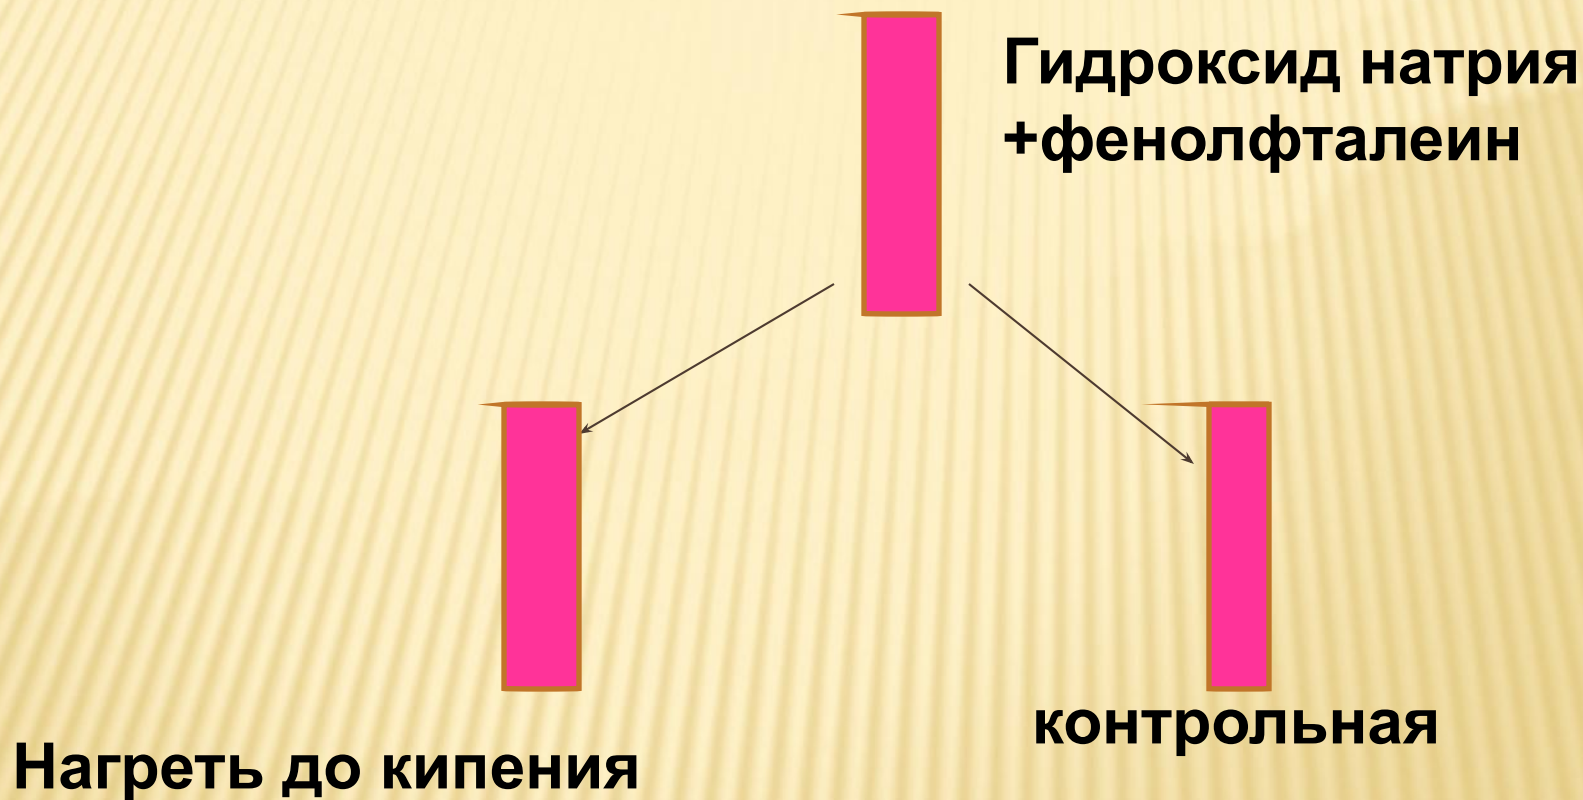 Гидроксид натрия
+фенолфталеин
контрольная
Нагреть до кипения